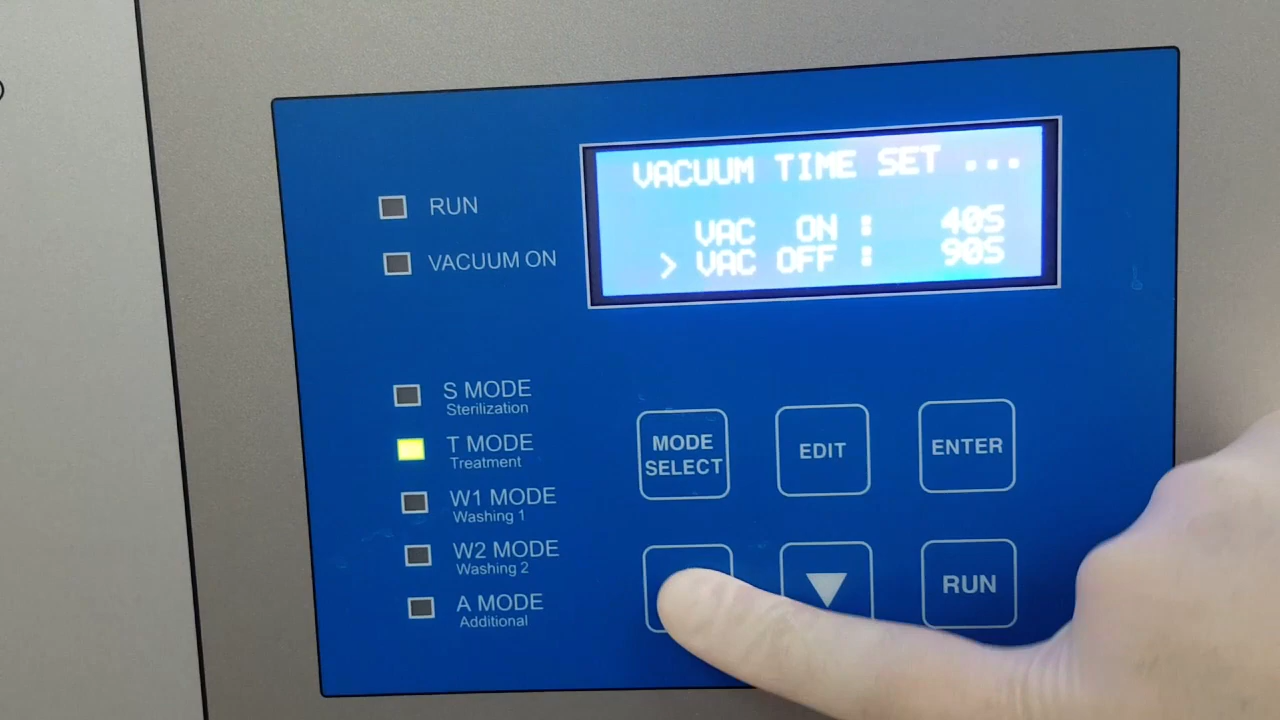 VACUUM TIME SET ...
VAC ON : 40S
> VAC OFF : 90S
RUN
VACUUM ON
S MODE
Sterilization
T MODE
Treatment
W1 MODE
Washing 1
W2 MODE
Washing 2
A MODE
Additional
MODE
SELECT
EDIT
ENTER
RUN